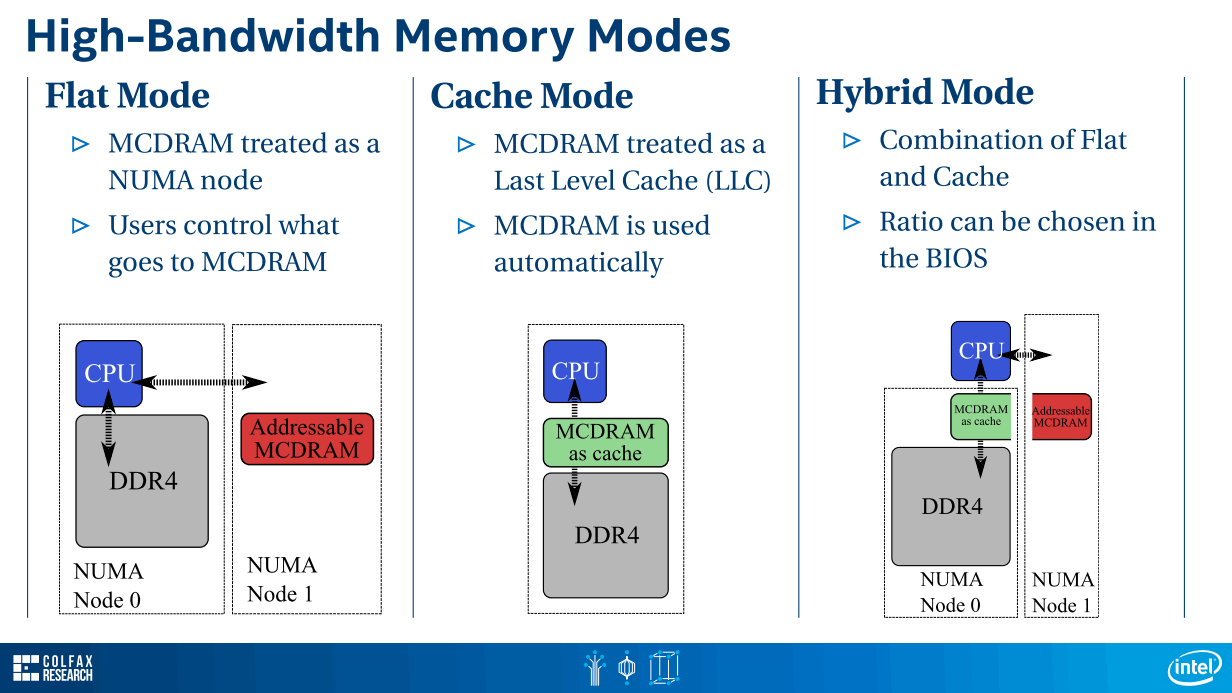 High-Bandwidth Memory Modes
Flat Mode
▷ MCDRAM treated as a
NUMA node
▷ Users control what
goes to MCDRAM
CPU
DDR4
Addressable
MCDRAM
NUMA
Node 0
NUMA
Node 1
Cache Mode
▷ MCDRAM treated as a
Last Level Cache (LLC)
▷ MCDRAM is used
automatically
CPU
MCDRAM
as cache
DDR4
Hybrid Mode
▷ Combination of Flat
and Cache
▷ Ratio can be chosen in
the BIOS
CPU
MCDRAM
as cache
Addressable
MCDRAM
DDR4
NUMA
Node 0
NUMA
Node 1
COLFAX
RESEARCH
intel